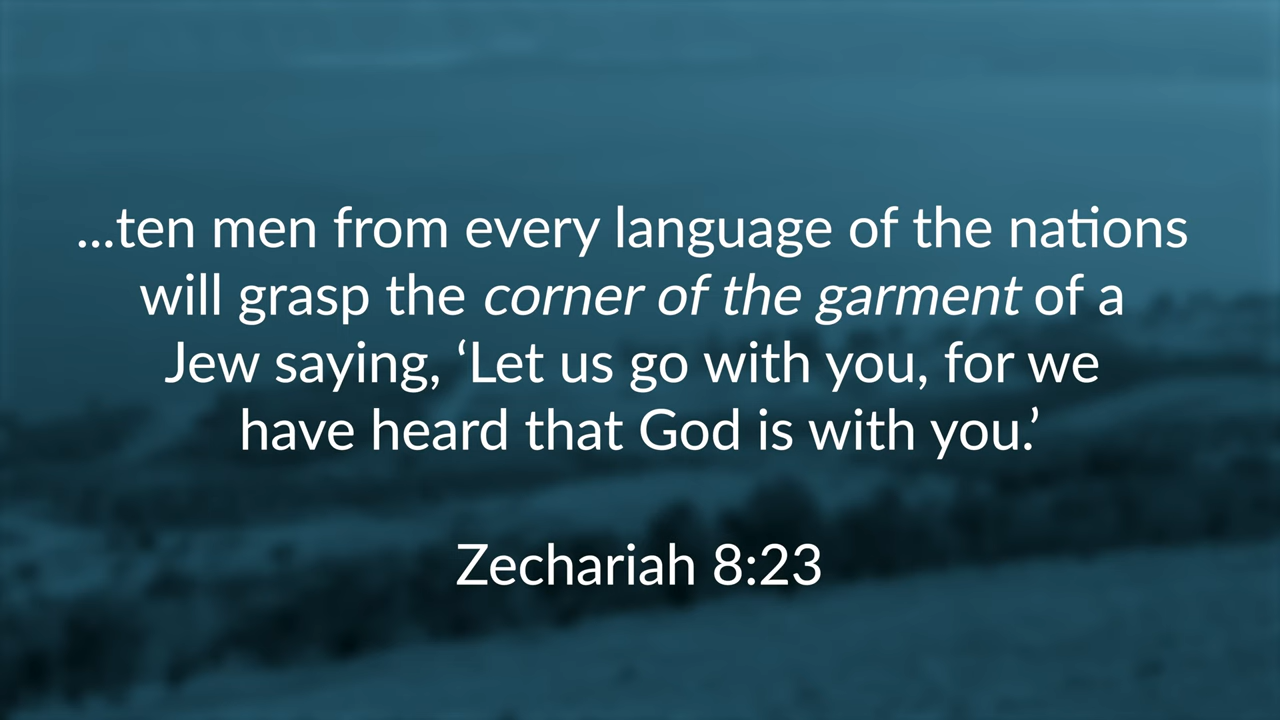 ...ten men from every language of the nations
will grasp the corner of the garment of a
Jew saying, ‘Let us go with you, for we
have heard that God is with you.’
Zechariah 8:23